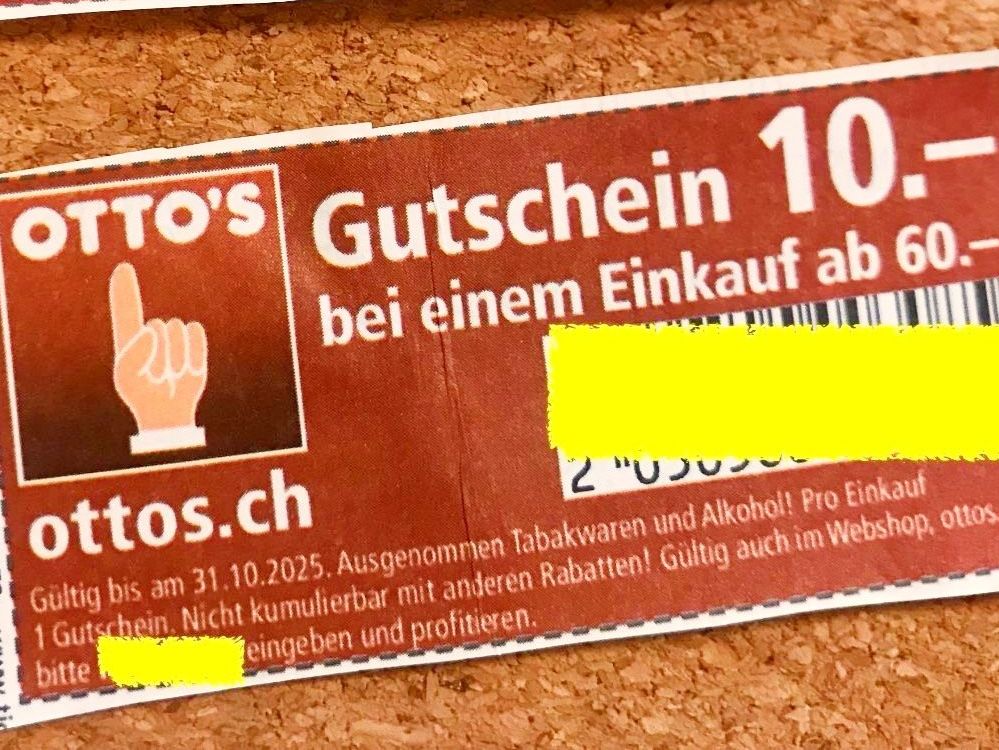 OTTO'S
Gutschein 10.–
bei einem Einkauf ab 60.–
ottos.ch
Gültig bis am 31.10.2025. Ausgenommen Tabakwaren und Alkohol! Pro Einkauf
1 Gutschein. Nicht kumulierbar mit anderen Rabatten! Gültig auch im Webshop, ottos
bitte eingeben und profitieren.